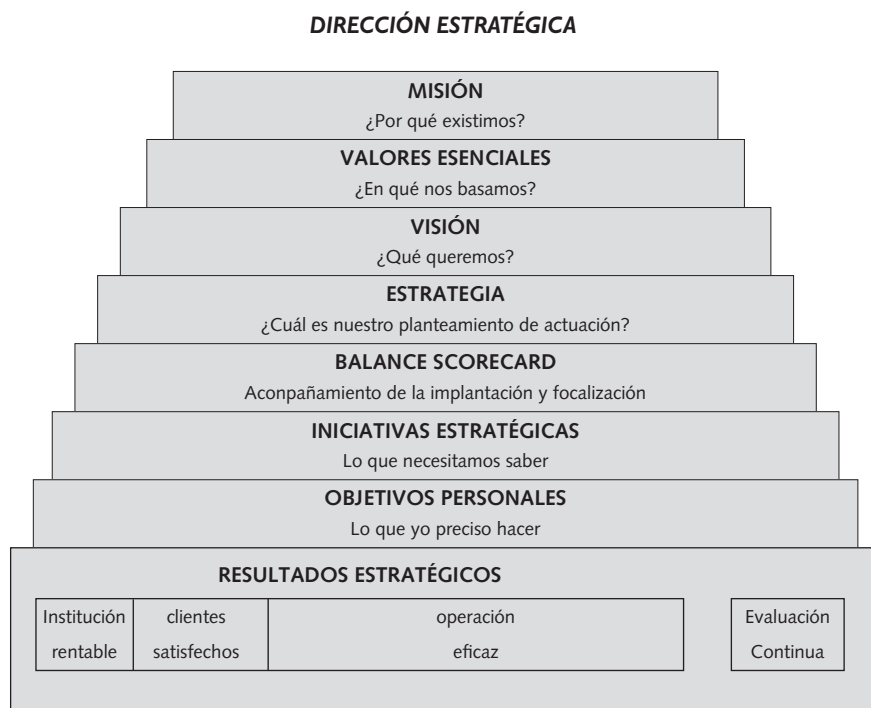 DIRECCIÓN ESTRATÉGICA
MISIÓN
¿Por qué existimos?
VALORES ESENCIALES
¿En qué nos basamos?
VISIÓN
¿Qué queremos?
ESTRATEGIA
¿Cuál es nuestro planteamiento de actuación?
BALANCE SCORECARD
Aconpañamiento de la implantación y focalización
INICIATIVAS ESTRATÉGICAS
Lo que necesitamos saber
OBJETIVOS PERSONALES
Lo que yo preciso hacer
RESULTADOS ESTRATÉGICOS
Institución
rentable
clientes
satisfechos
operación
eficaz
Evaluación
Continua